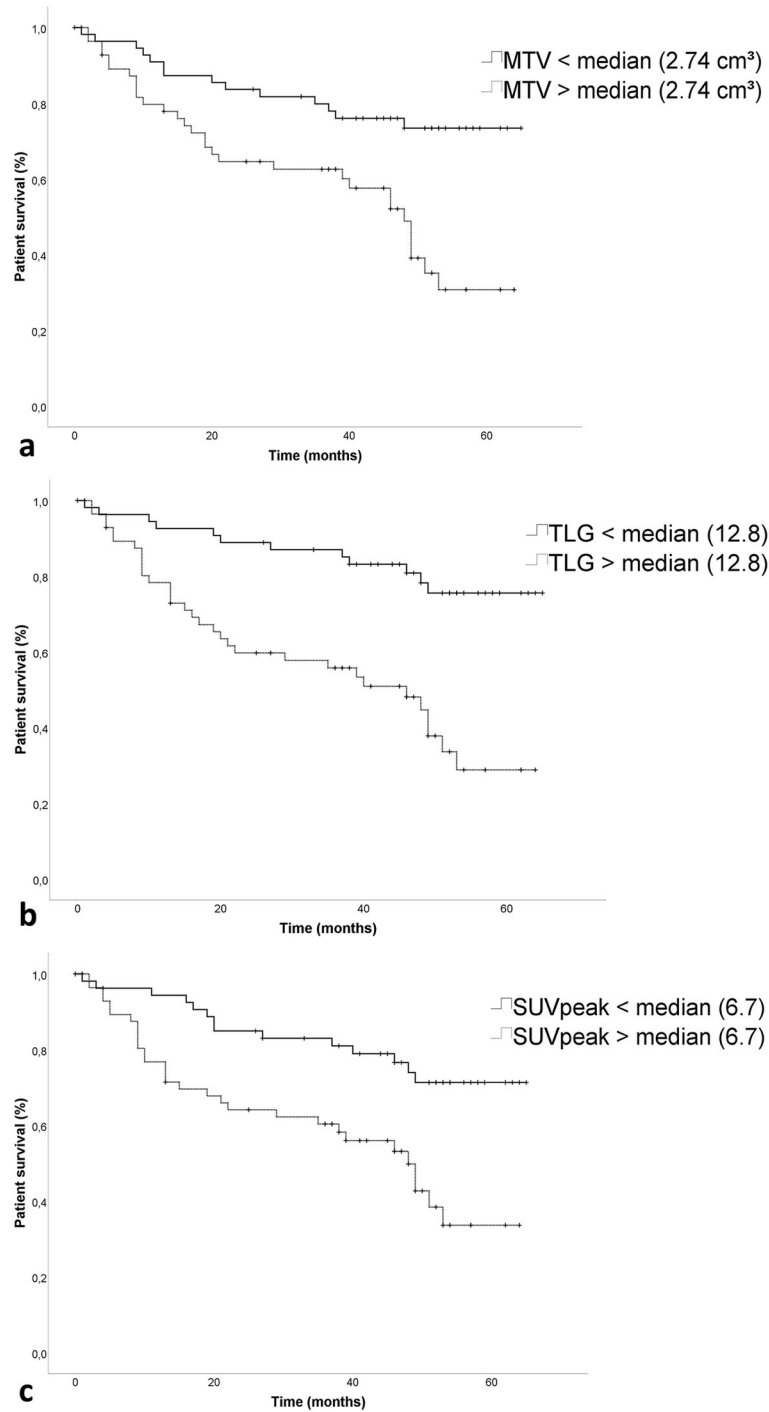 MTV < median (2.74 cm³)
MTV > median (2.74 cm³)
Patient survival (%)
1,0
0,8
0,6
0,4
0,2
0,0
0 20 40 60
Time (months)
a
TLG < median (12.8)
TLG > median (12.8)
Patient survival (%)
1,0
0,8
0,6
0,4
0,2
0,0
0 20 40 60
Time (months)
b
SUVpeak < median (6.7)
SUVpeak > median (6.7)
Patient survival (%)
1,0
0,8
0,6
0,4
0,2
0,0
0 20 40 60
Time (months)
c